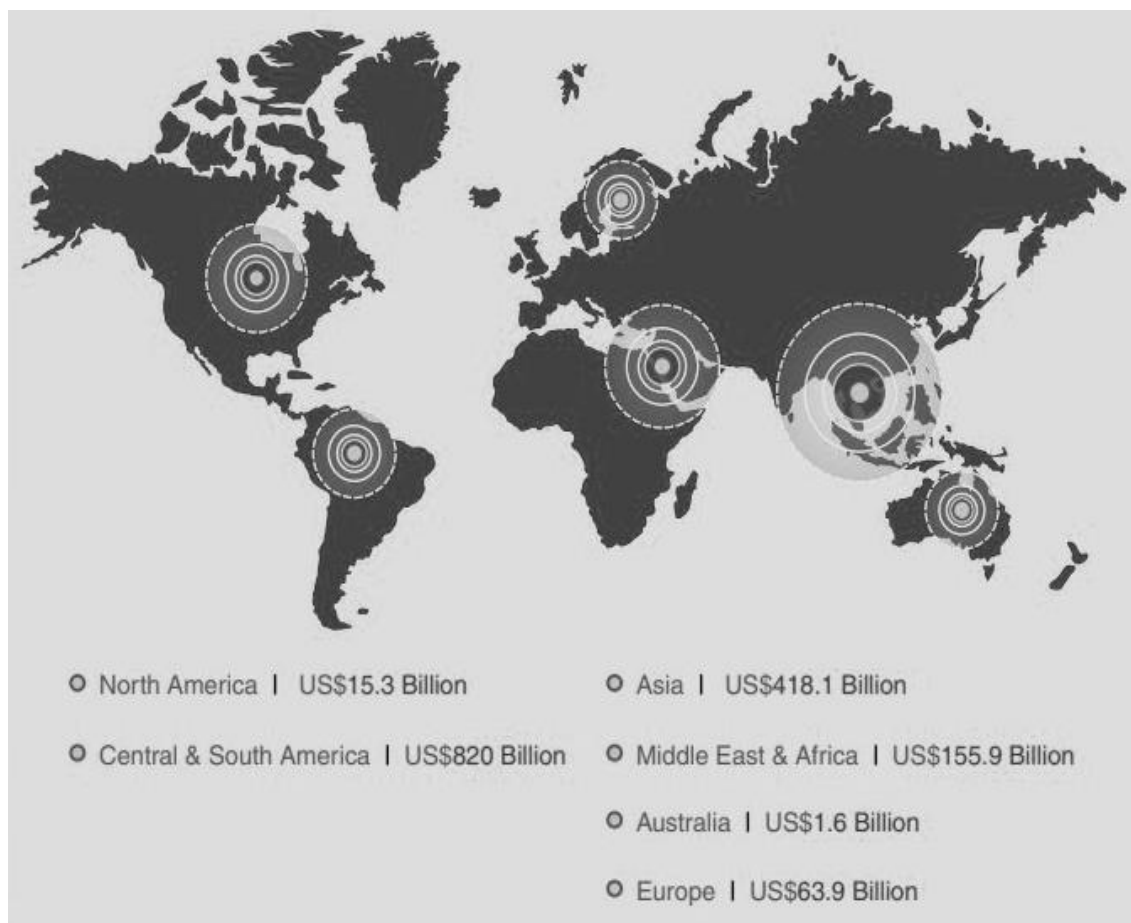 North America | US$15.3 Billion
Central & South America | US$820 Billion
Asia | US$418.1 Billion
Middle East & Africa | US$155.9 Billion
Australia | US$1.6 Billion
Europe | US$63.9 Billion